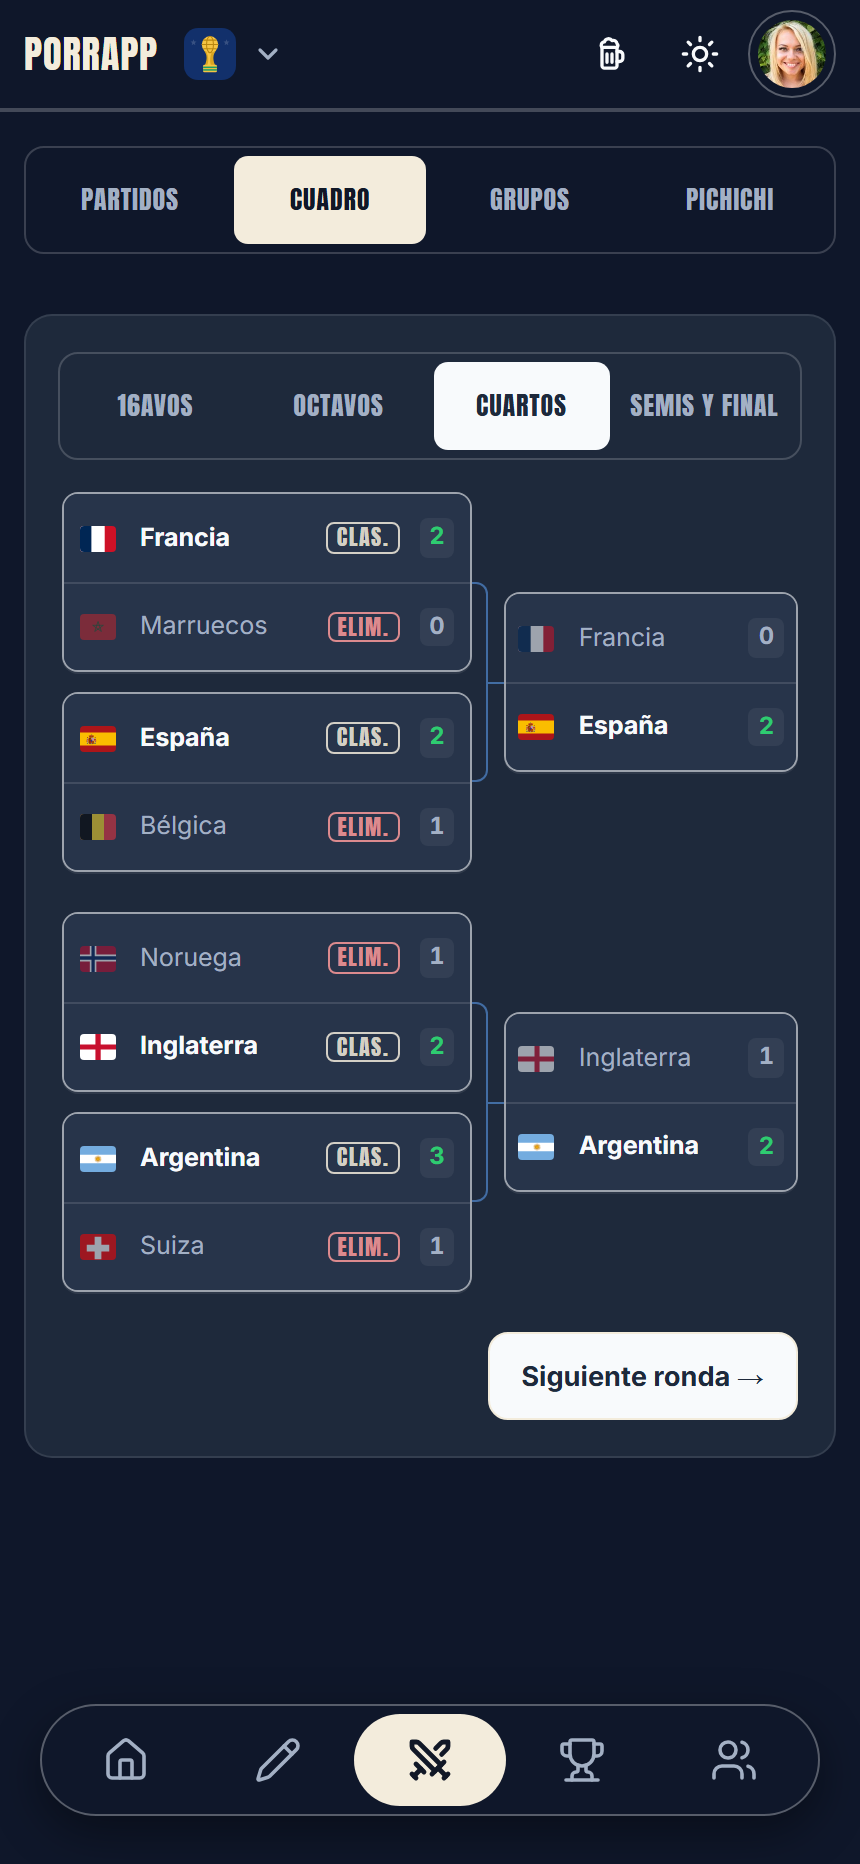 PORRAPP
PARTIDOS CUADRO GRUPOS PICHICHI
16AVOS OCTAVOS CUARTOS SEMIS Y FINAL
Francia CLAS. 2
Marruecos ELIM. 0
España CLAS. 2
Bélgica ELIM. 1
Francia 0
España 2
Noruega ELIM. 1
Inglaterra CLAS. 2
Argentina CLAS. 3
Suiza ELIM. 1
Inglaterra 1
Argentina 2
Siguiente ronda →